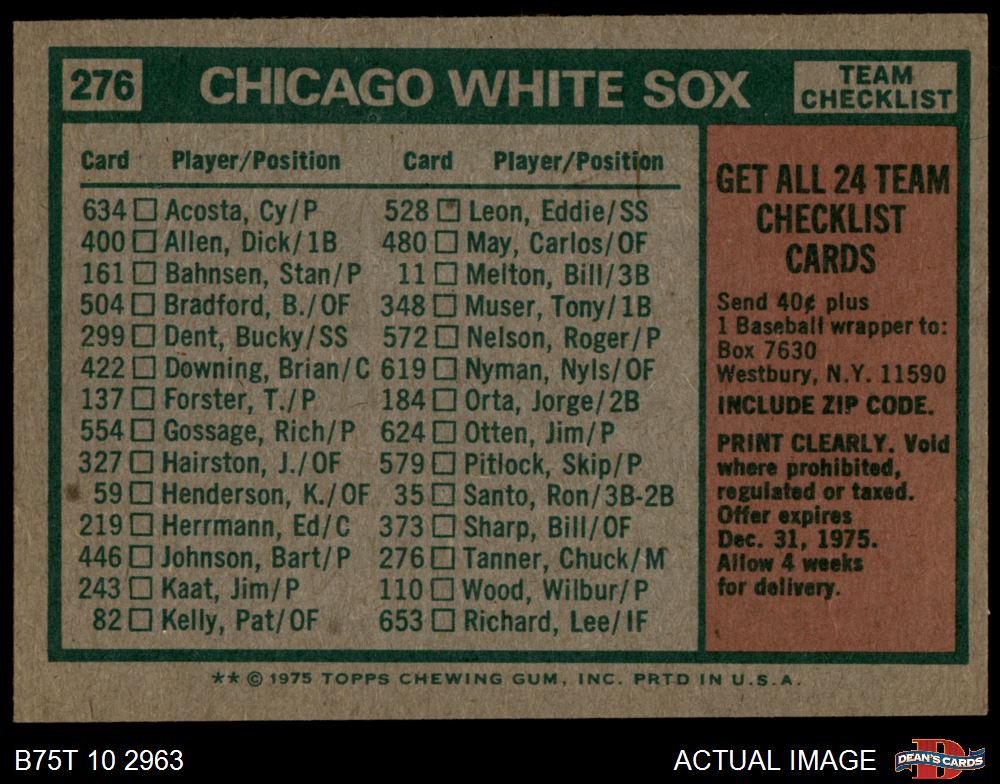 276
CHICAGO WHITE SOX
TEAM
CHECKLIST
Card Player/Position
634 Acosta, Cy/P
400 Allen, Dick/1B
161 Bahnsen, Stan/P
504 Bradford, B./OF
299 Dent, Bucky/SS
422 Downing, Brian/C
137 Forster, T./P
554 Gossage, Rich/P
327 Hairston, J./OF
59 Henderson, K./OF
219 Herrmann, Ed/C
446 Johnson, Bart/P
243 Kaat, Jim/P
82 Kelly, Pat/OF
Card Player/Position
528 Leon, Eddie/SS
480 May, Carlos/OF
11 Melton, Bill/3B
348 Muser, Tony/1B
572 Nelson, Roger/P
619 Nyman, Nyls/OF
184 Orta, Jorge/2B
624 Otten, Jim/P
579 Pitlock, Skip/P
35 Santo, Ron/3B-2B
373 Sharp, Bill/OF
276 Tanner, Chuck/M
110 Wood, Wilbur/P
653 Richard, Lee/IF
GET ALL 24 TEAM
CHECKLIST
CARDS
Send 40¢ plus
1 Baseball wrapper to:
Box 7630
Westbury, N.Y. 11590
INCLUDE ZIP CODE.
PRINT CLEARLY. Void
where prohibited,
regulated or taxed.
Offer expires
Dec. 31, 1975.
Allow 4 weeks
for delivery.
** © 1975 TOPPS CHEWING GUM, INC. PRTD IN U.S.A.
B75T 10 2963
ACTUAL IMAGE
D
DEAN'S CARDS